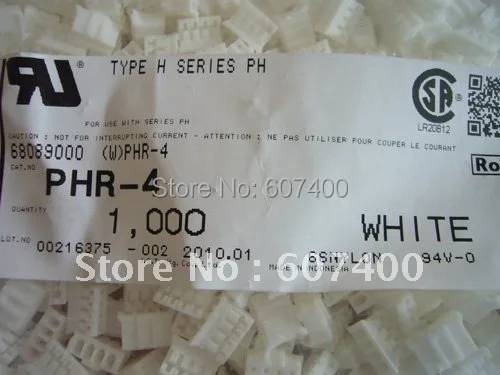 TYPE H SERIES PH
FOR USE WITH SERIES PH
LR20812
CAUTION : NOT FOR INTERRUPTING CURRENT - ATTENTION : NE PAS UTILISER POUR COUPER LE COURANT
68089000 (W)PHR-4
Ro
CAT.NO
PHR-4
Store No: 607400
QUANTITY
1,000
WHITE
LOT.NO
00216375 -002 2010.01
66NYLON 94V-0
MADE IN INDONESIA
Store No: 607400